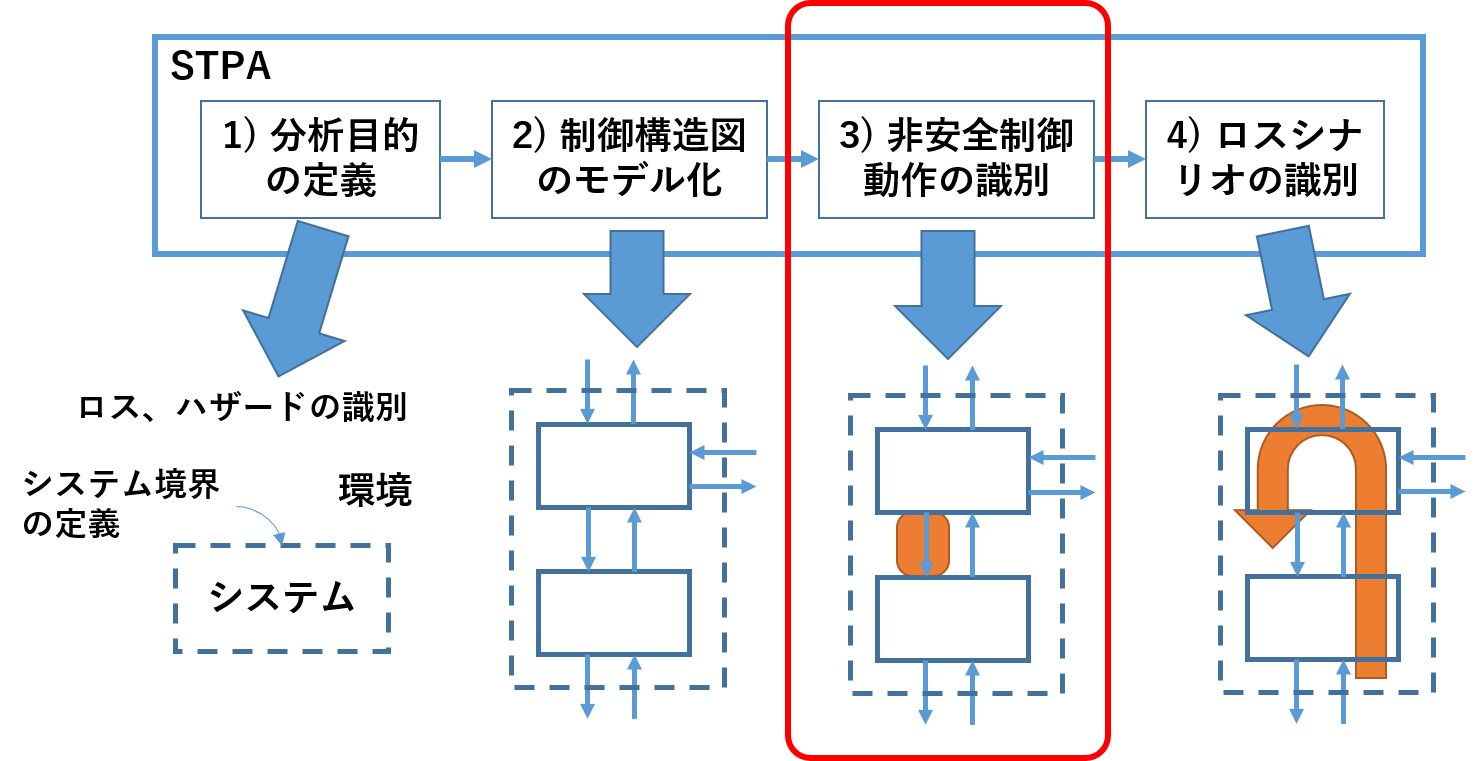 STPA
1) 分析目的
の定義
2) 制御構造図
のモデル化
3) 非安全制御
動作の識別
4) ロスシナ
リオの識別
ロス、ハザードの識別
システム境界
の定義
環境
システム